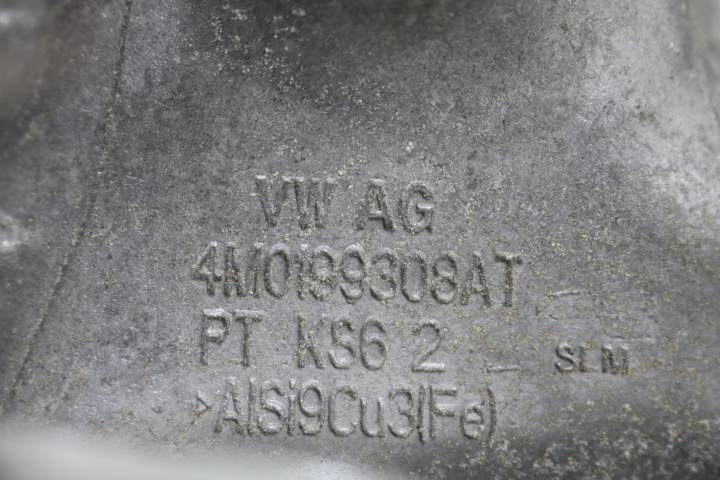 VW AG
4M0199308AT
PT KS6 2
SLM
>AlSi9Cu3(Fe)